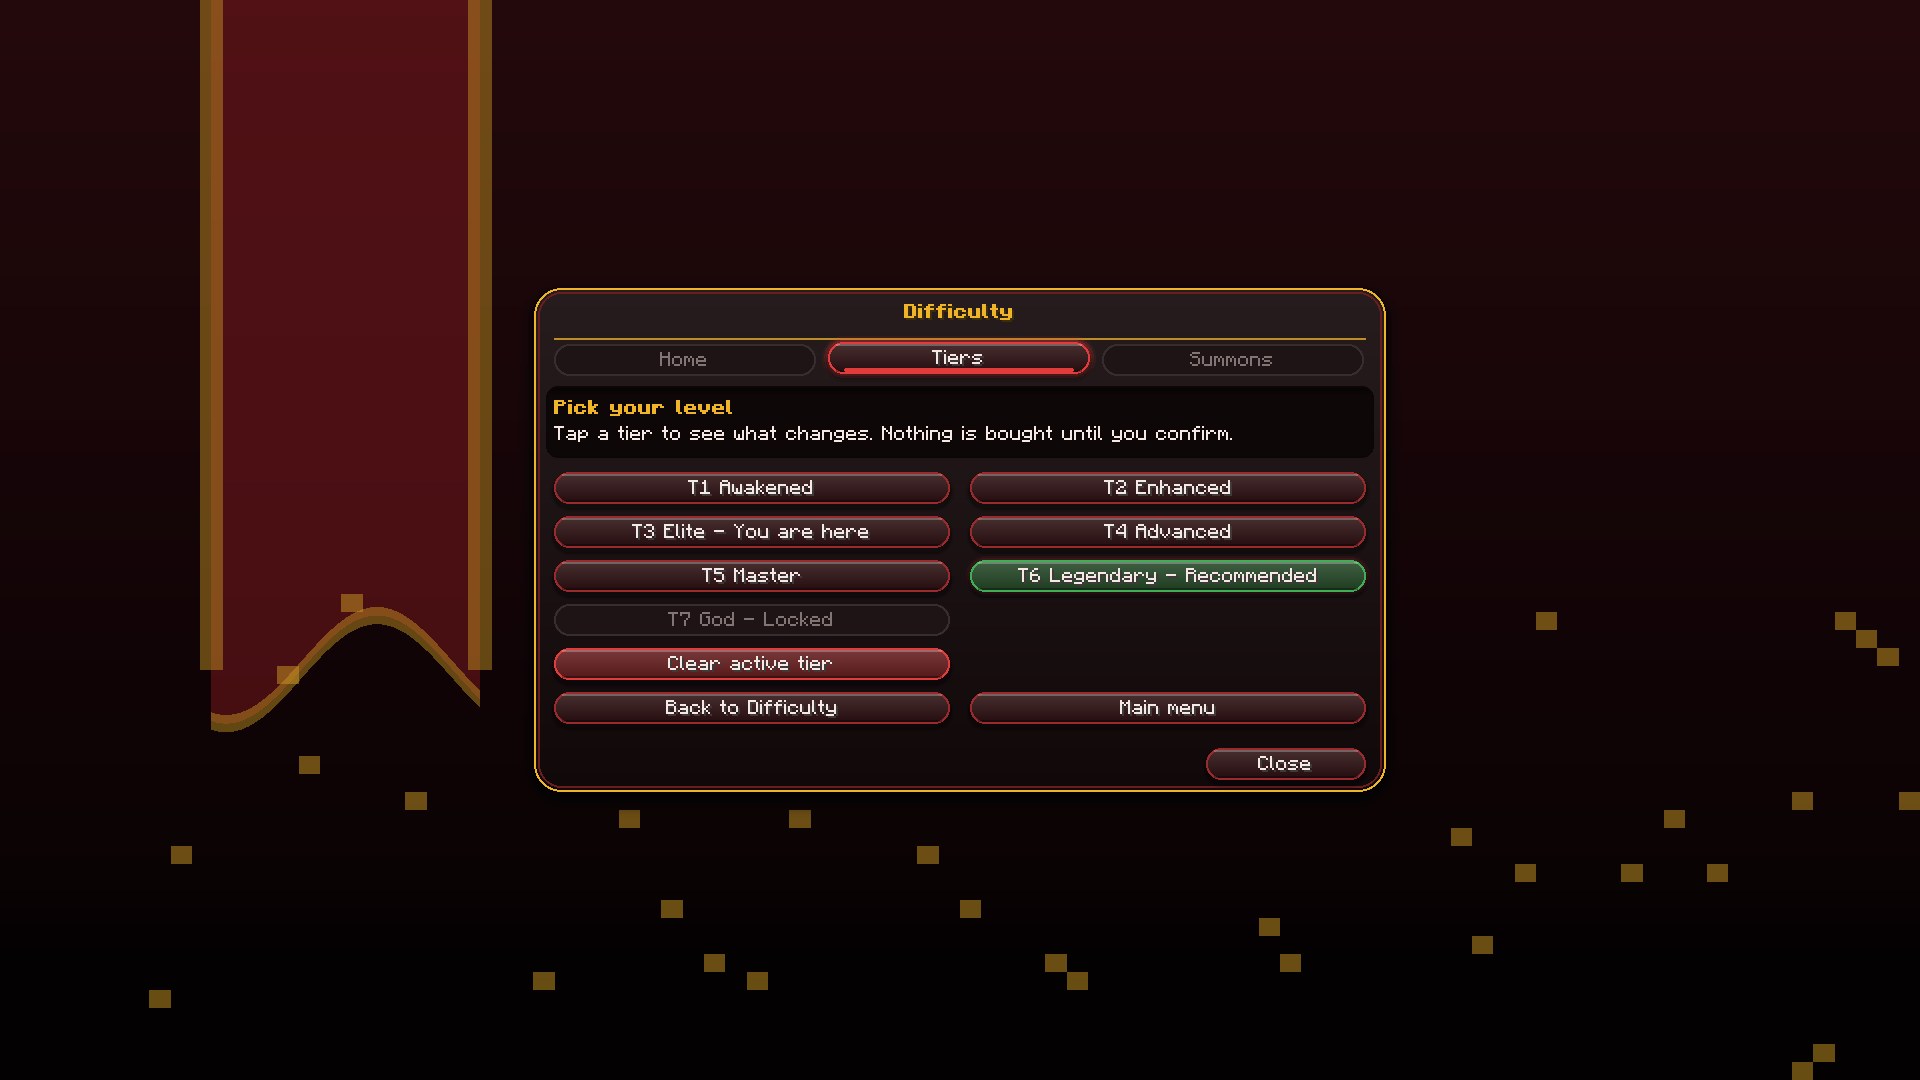 Difficulty
Home
Tiers
Summons
Pick your level
Tap a tier to see what changes. Nothing is bought until you confirm.
T1 Awakened
T2 Enhanced
T3 Elite - You are here
T4 Advanced
T5 Master
T6 Legendary - Recommended
T7 God - Locked
Clear active tier
Back to Difficulty
Main menu
Close